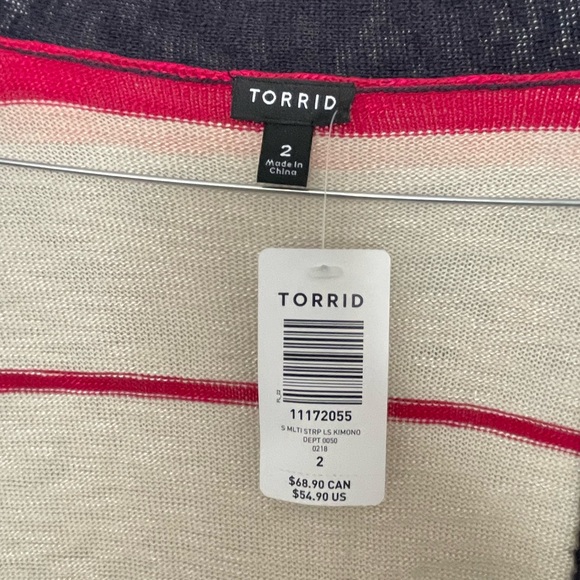 TORRID
2
Made in
China
TORRID
11172055
S MLTI STRP LS KIMONO
DEPT 0050
0218
2
$68.90 CAN
$54.90 US